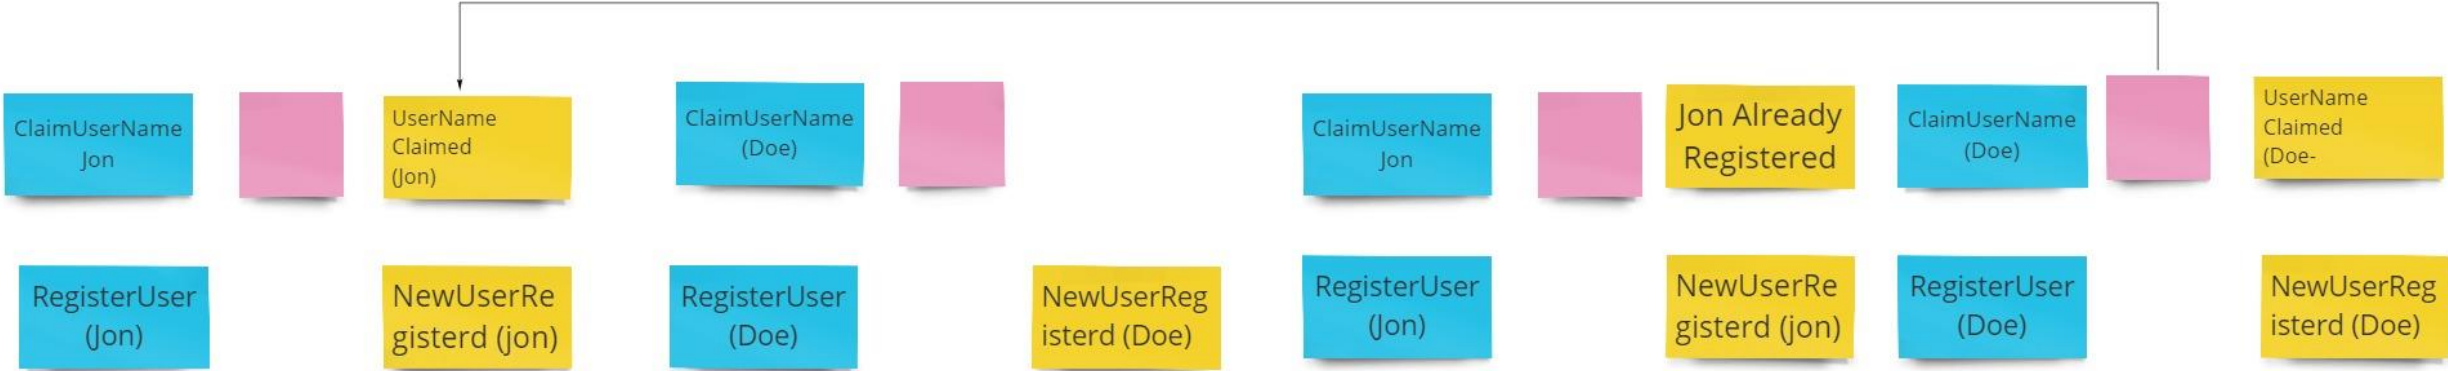 ClaimUserName
Jon
UserName
Claimed
(Jon)
ClaimUserName
(Doe)
ClaimUserName
Jon
Jon Already
Registered
ClaimUserName
(Doe)
UserName
Claimed
(Doe-
RegisterUser
(Jon)
NewUserRe
gisterd (jon)
RegisterUser
(Doe)
NewUserReg
isterd (Doe)
RegisterUser
(Jon)
NewUserRe
gisterd (jon)
RegisterUser
(Doe)
NewUserReg
isterd (Doe)